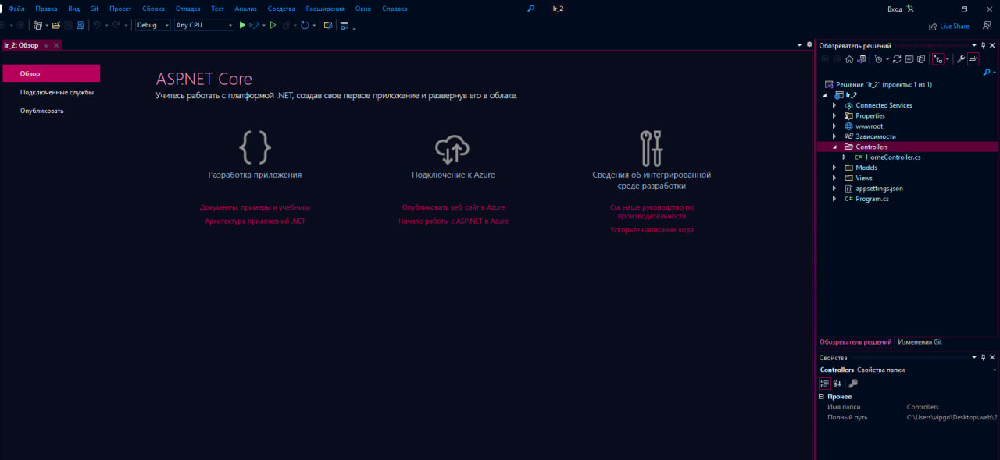 Файл Правка Вид Git Проект Сборка Отладка Тест Анализ Средства Расширения Окно Справка lr_2 Вход
Debug Any CPU lr_2 Live Share
lr_2: Обзор
Обзор
Подключенные службы
Опубликовать
ASP.NET Core
Учитесь работать с платформой .NET, создав свое первое приложение и развернув его в облаке.
Разработка приложения
Документы, примеры и учебники
Архитектура приложений .NET
Подключение к Azure
Опубликовать веб-сайт в Azure
Начало работы с ASP.NET в Azure
Сведения об интегрированной
среде разработки
См. наше руководство по
производительности
Ускорьте написание кода
Обозреватель решений
Решение "lr_2" (проекты: 1 из 1)
lr_2
Connected Services
Properties
wwwroot
Зависимости
Controllers
C# HomeController.cs
Models
Views
appsettings.json
C# Program.cs
Обозреватель решений Изменения Git
Свойства
Controllers Свойства папки
Прочее
Имя папки Controllers
Полный путь C:\Users\vipgo\Desktop\web\2